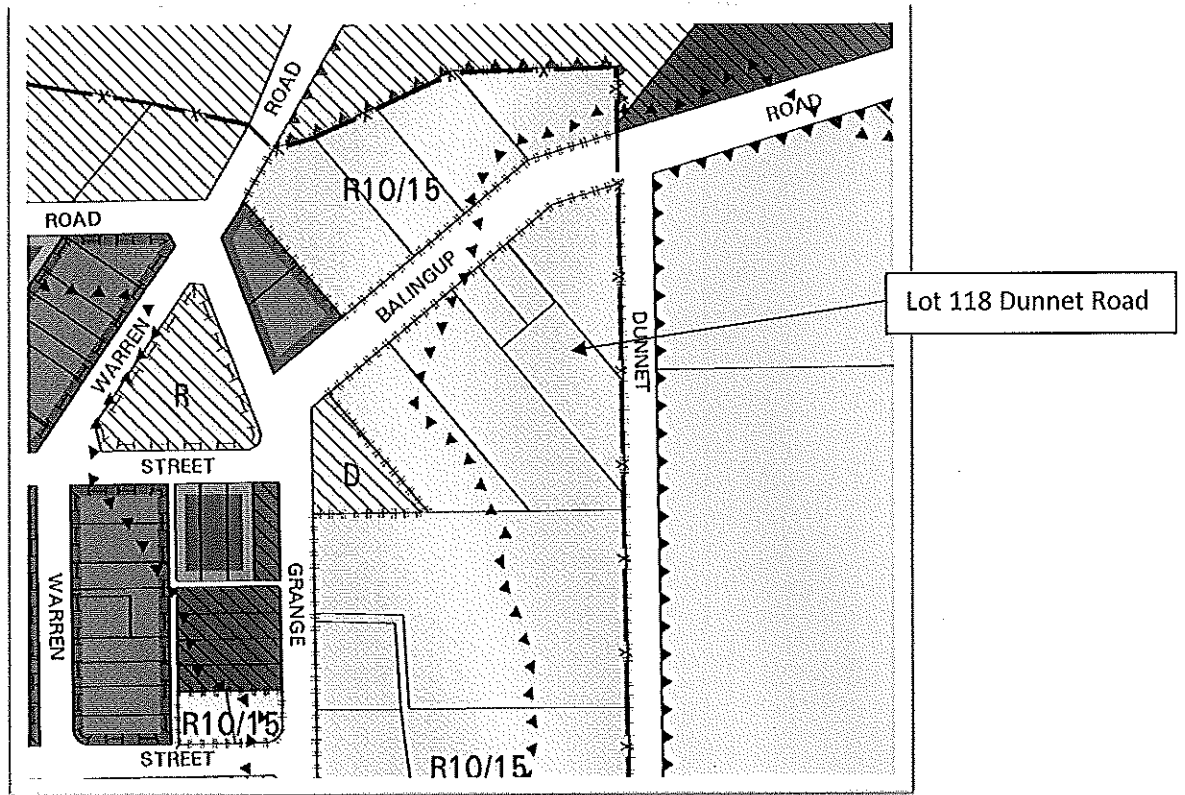 ROAD
ROAD
R10/15
ROAD
BALINGUP
DUNNET
Lot 118 Dunnet Road
WARREN
R
STREET
D
WARREN
GRANGE
R10/15
STREET
R10/15